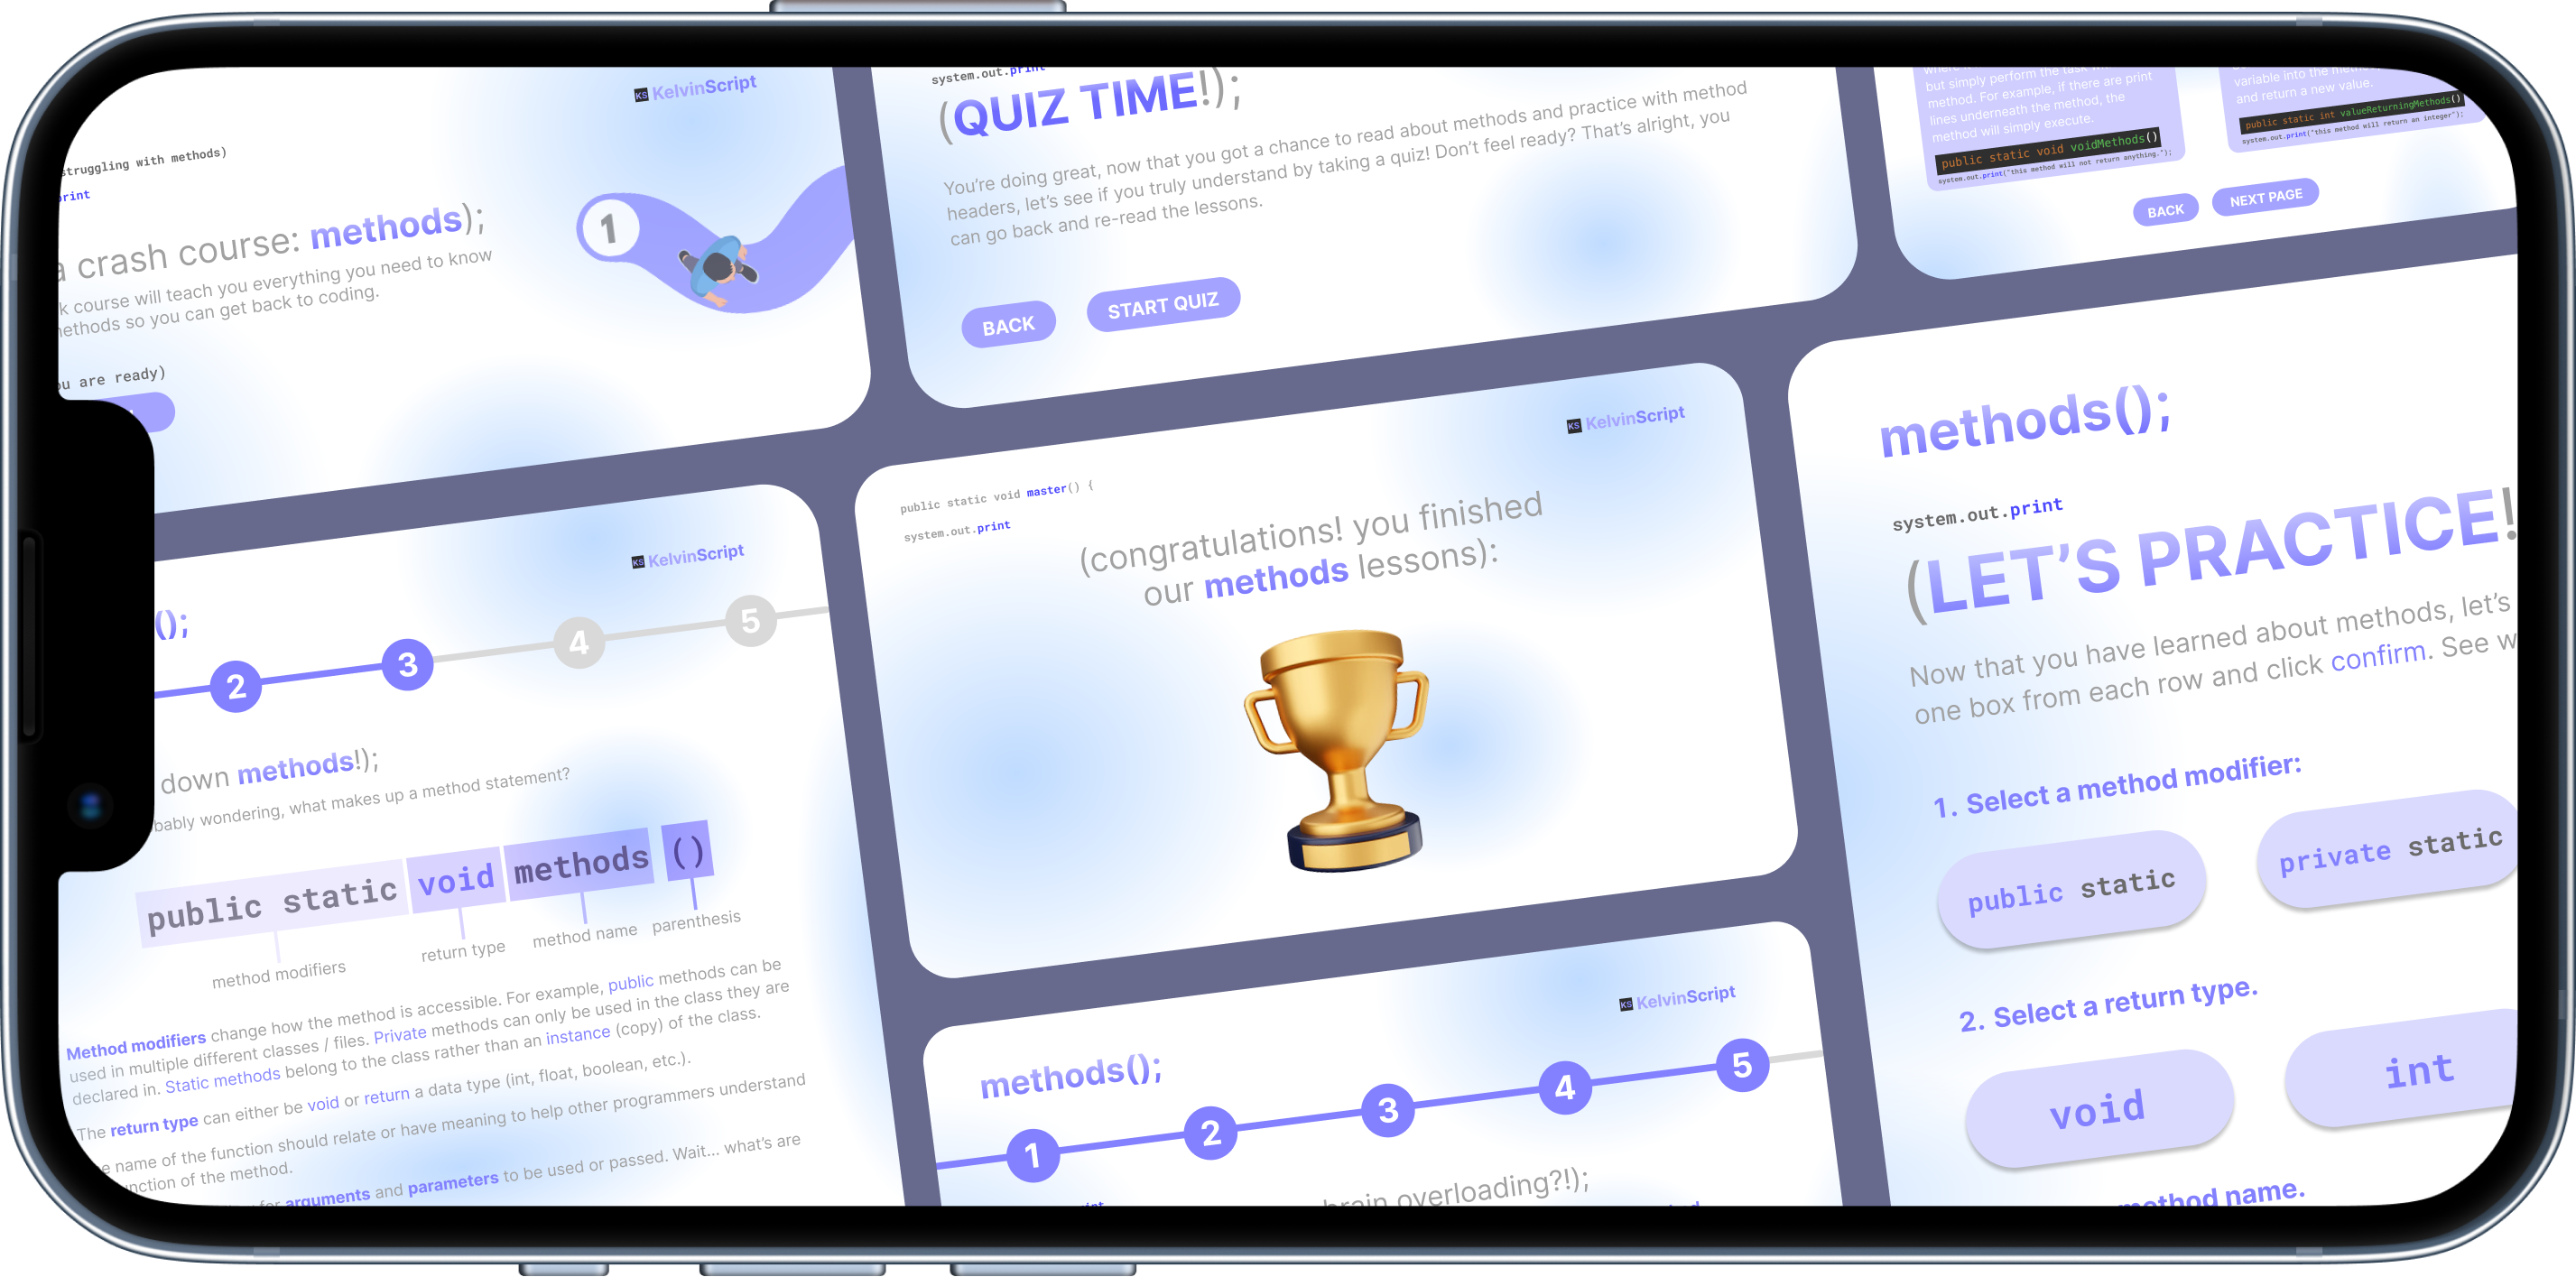 KS KelvinScript
struggling with methods)
print
a crash course: methods);
k course will teach you everything you need to know
methods so you can get back to coding.
ou are ready)
1
system.out.print
(QUIZ TIME!);
You're doing great, now that you got a chance to read about methods and practice with method
headers, let's see if you truly understand by taking a quiz! Don't feel ready? That's alright, you
can go back and re-read the lessons.
BACK
START QUIZ
but simply perform the task
method. For example, if there are print
lines underneath the method, the
method will simply execute.
public static void voidMethods()
system.out.print("this method will not return anything.");
variable into the
and return a new value.
public static int valueReturningMethods()
system.out.print("this method will return an integer");
BACK
NEXT PAGE
KS KelvinScript
();
2
3
4
5
down methods!);
bably wondering, what makes up a method statement?
public static void methods ()
method modifiers
return type
method name
parenthesis
Method modifiers change how the method is accessible. For example, public methods can be
used in multiple different classes / files. Private methods can only be used in the class they are
declared in. Static methods belong to the class rather than an instance (copy) of the class.
The return type can either be void or return a data type (int, float, boolean, etc.).
e name of the function should relate or have meaning to help other programmers understand
unction of the method.
for arguments and parameters to be used or passed. Wait... what's are
KS KelvinScript
public static void master() {
system.out.print
(congratulations! you finished
our methods lessons):
KS KelvinScript
methods();
1
2
3
4
5
brain overloading?!);
methods();
system.out.print
(LET'S PRACTICE!
Now that you have learned about methods, let's
one box from each row and click confirm. See w
1. Select a method modifier:
public static
private static
2. Select a return type.
void
int
method name.